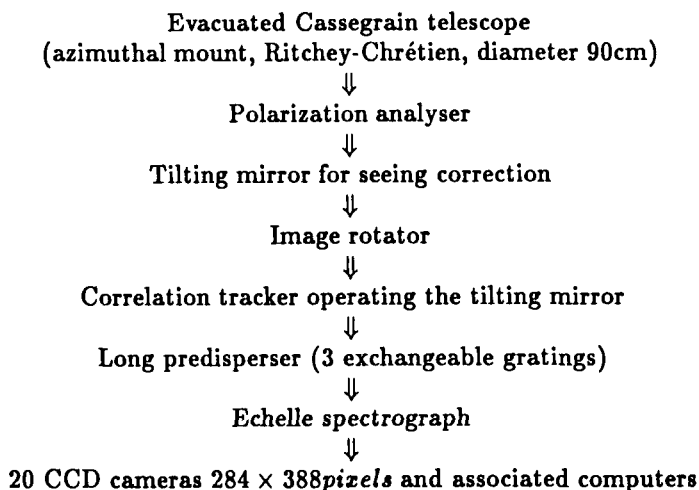 Evacuated Cassegrain telescope
(azimuthal mount, Ritchey-Chrétien, diameter 90cm)
⇓
Polarization analyser
⇓
Tilting mirror for seeing correction
⇓
Image rotator
⇓
Correlation tracker operating the tilting mirror
⇓
Long predisperser (3 exchangeable gratings)
⇓
Echelle spectrograph
⇓
20 CCD cameras 284 × 388pixels and associated computers